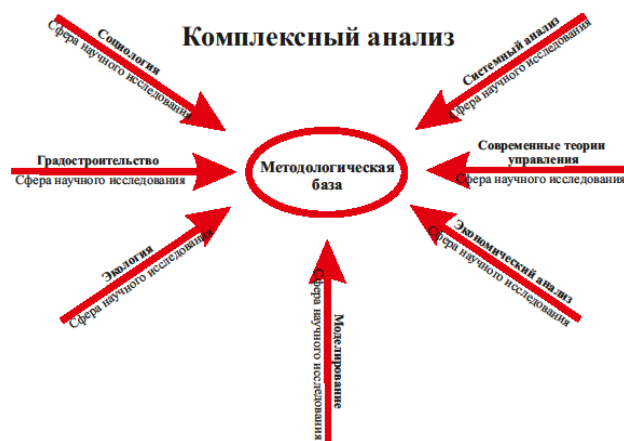 Комплексный анализ
Социология
Сфера научного исследования
Системный анализ
Сфера научного исследования
Градостроительство
Сфера научного исследования
Методологическая
база
Современные теории
управления
Сфера научного исследования
Экология
Сфера научного исследования
Экономический анализ
Сфера научного исследования
Моделирование
Сфера научного исследования